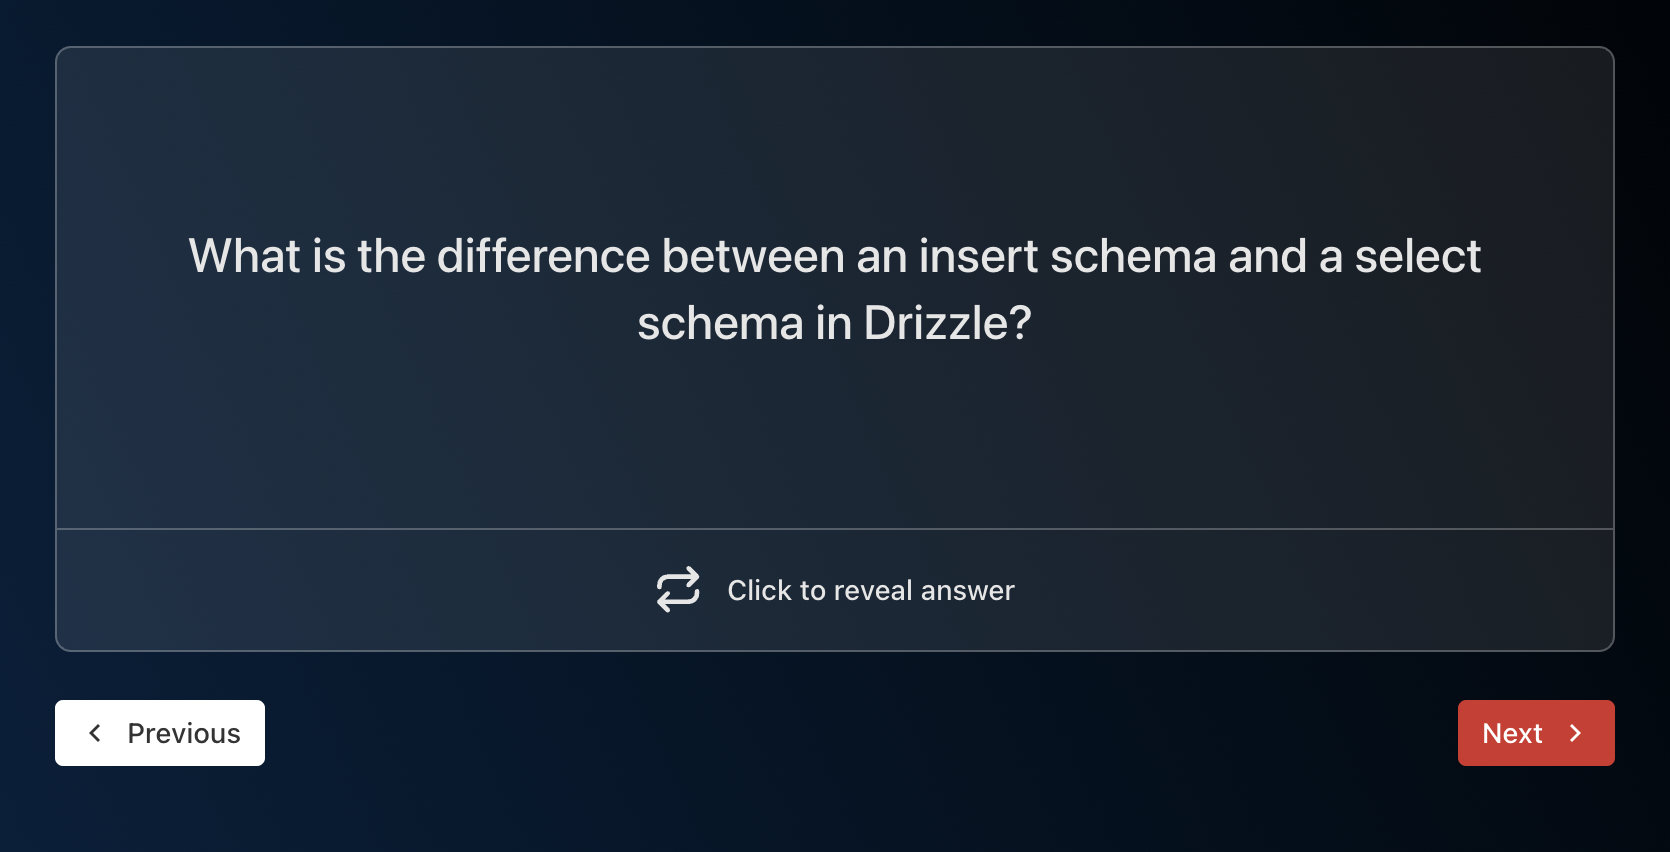 What is the difference between an insert schema and a select
schema in Drizzle?
Click to reveal answer
Previous
Next